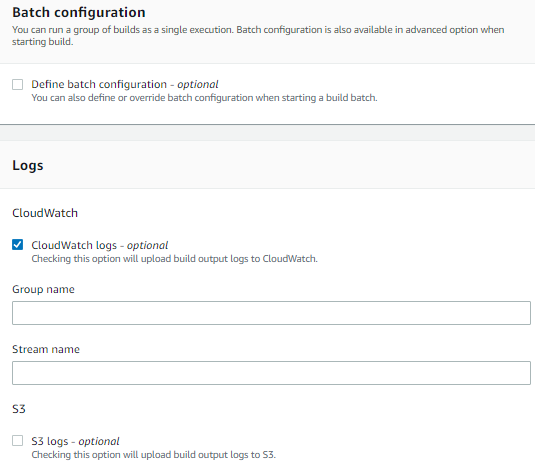 Batch configuration
You can run a group of builds as a single execution. Batch configuration is also available in advanced option when
starting build.
Define batch configuration - optional
You can also define or override batch configuration when starting a build batch.
Logs
CloudWatch
CloudWatch logs - optional
Checking this option will upload build output logs to CloudWatch.
Group name
Stream name
S3
S3 logs - optional
Checking this option will upload build output logs to S3.